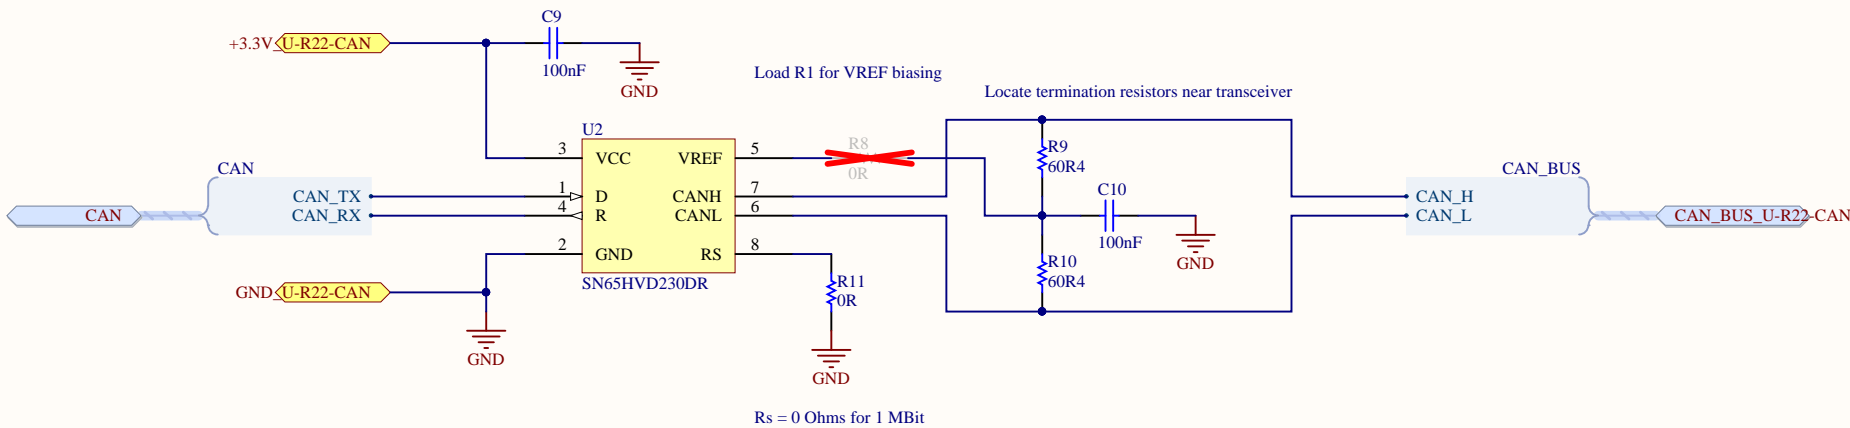 C9
+3.3V_U-R22-CAN
100nF
GND
Load R1 for VREF biasing
Locate termination resistors near transceiver
U2
R8
0R
3 VCC VREF 5
R9
60R4
CAN
CAN_BUS
CAN_TX
1 D CANH 7
C10
CAN_H
CAN
CAN_RX
4 R CANL 6
CAN_L
CAN_BUS_U-R22-CAN
100nF
2 GND RS 8
GND
R10
60R4
SN65HVD230DR
R11
0R
GND_U-R22-CAN
GND
GND
Rs = 0 Ohms for 1 MBit